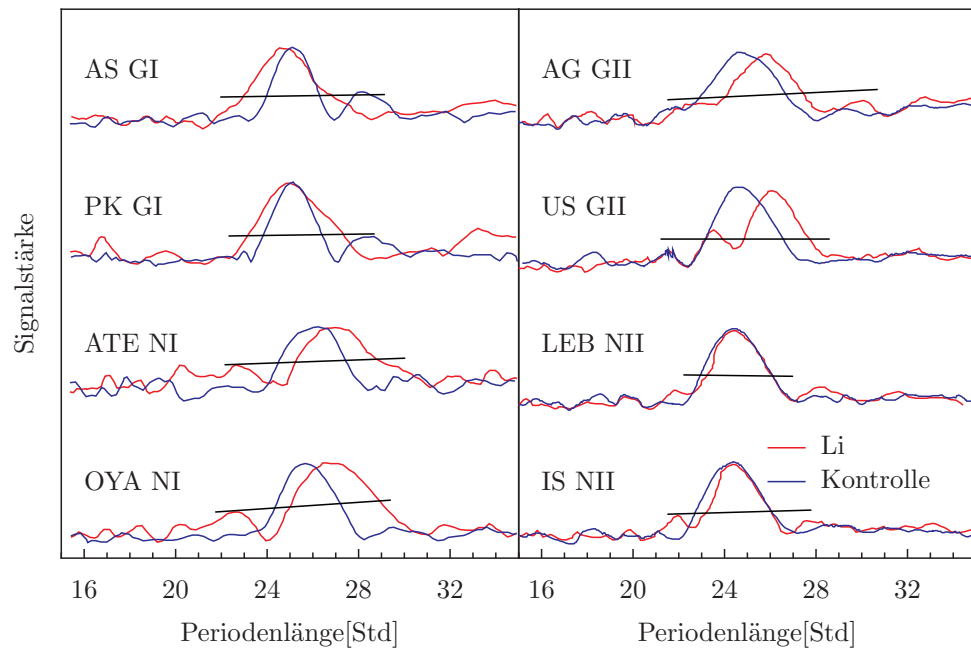 AS GI
AG GII
PK GI
US GII
ATE NI
LEB NII
OYA NI
IS NII
Li
Kontrolle
Signalstärke
16 20 24 28 32
16 20 24 28 32
Periodenlänge[Std]
Periodenlänge[Std]